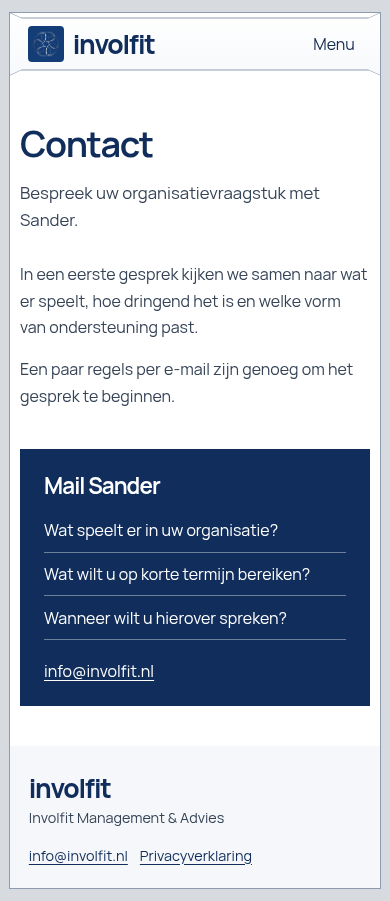 involfit
Menu
Contact
Bespreek uw organisatievraagstuk met
Sander.
In een eerste gesprek kijken we samen naar wat
er speelt, hoe dringend het is en welke vorm
van ondersteuning past.
Een paar regels per e-mail zijn genoeg om het
gesprek te beginnen.
Mail Sander
Wat speelt er in uw organisatie?
Wat wilt u op korte termijn bereiken?
Wanneer wilt u hierover spreken?
info@involfit.nl
involfit
Involfit Management & Advies
info@involfit.nl Privacyverklaring